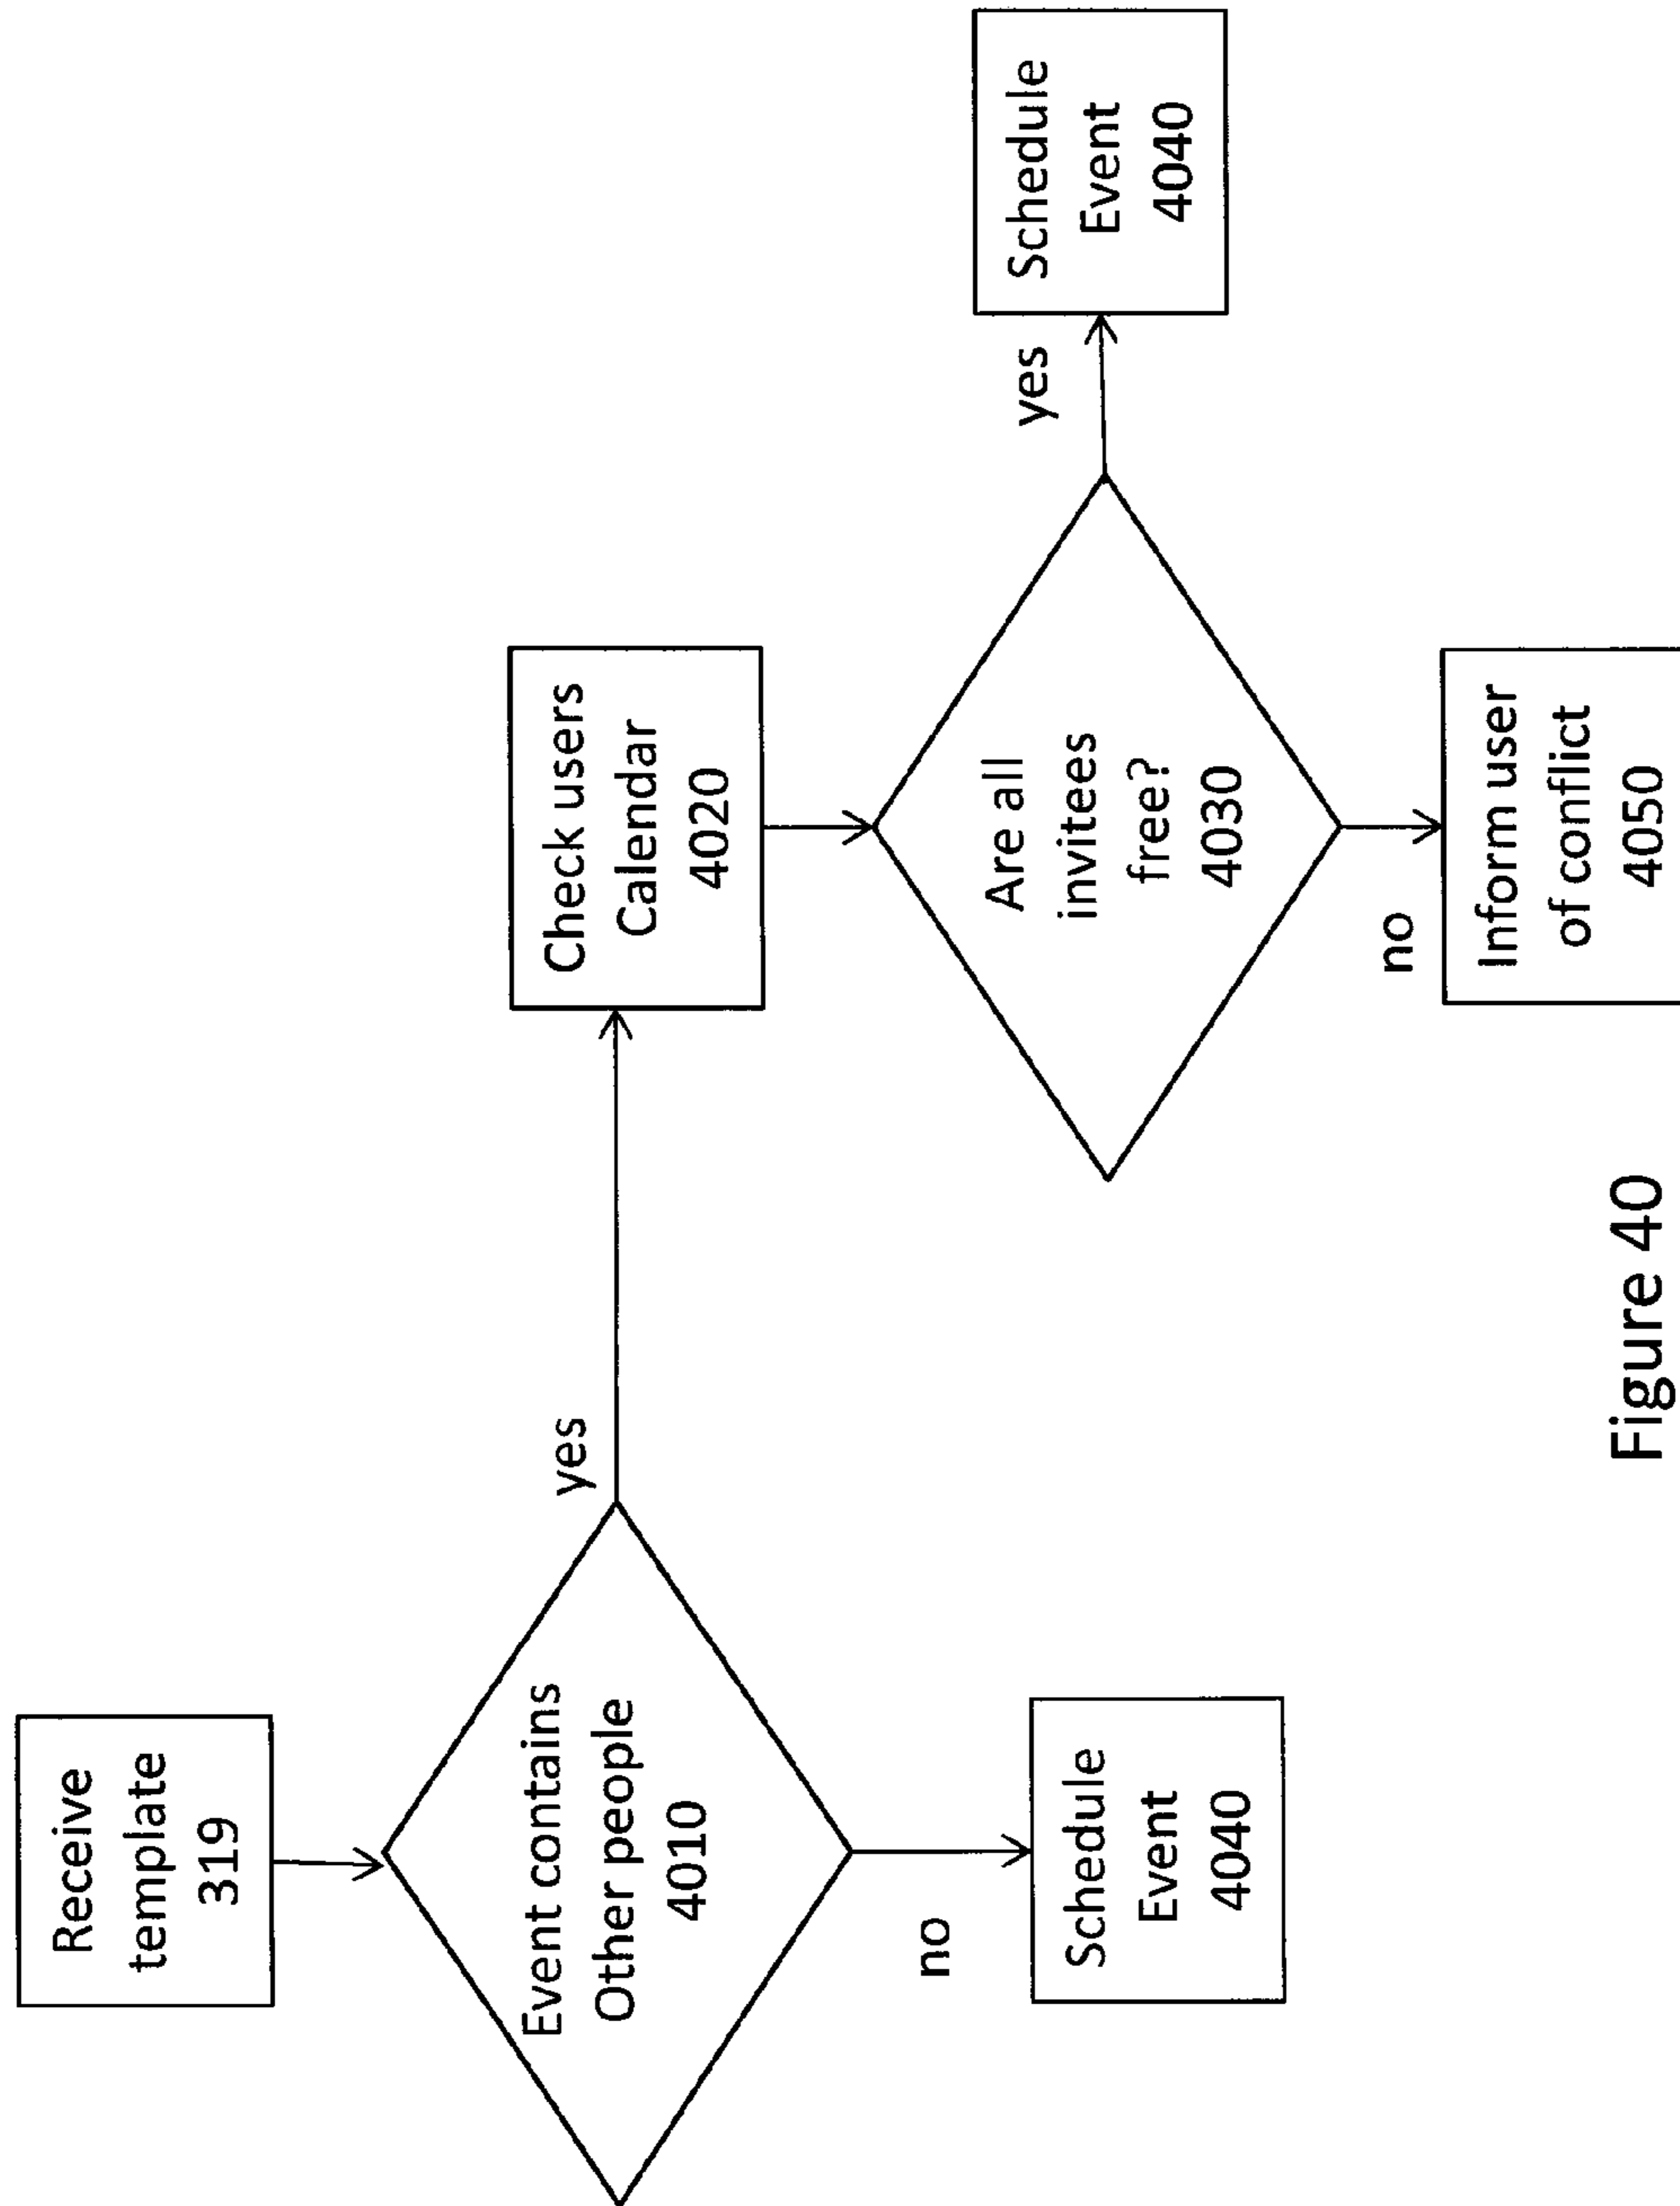 Receive
template
319
Event contains
Other people
4010
yes
no
Schedule
Event
4040
Check users
Calendar
4020
Are all
invitees
free?
4030
yes
Schedule
Event
4040
no
Inform user
of conflict
4050
Figure 40